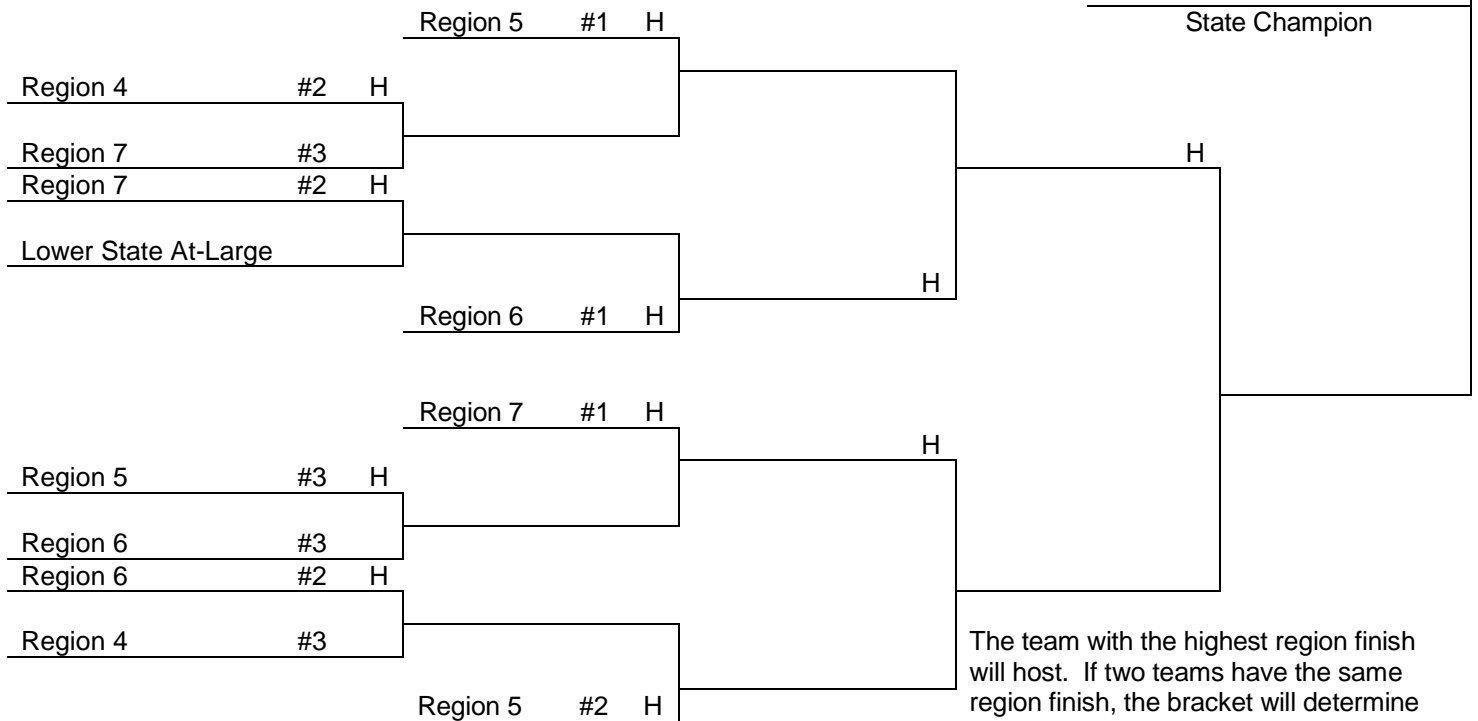 State Champion
Region 5 #1 H
Region 4 #2 H
Region 7 #3
Region 7 #2 H
Lower State At-Large
Region 6 #1 H
H
H
Region 7 #1 H
H
Region 5 #3 H
Region 6 #3
Region 6 #2 H
Region 4 #3
Region 5 #2 H
The team with the highest region finish
will host. If two teams have the same
region finish, the bracket will determine